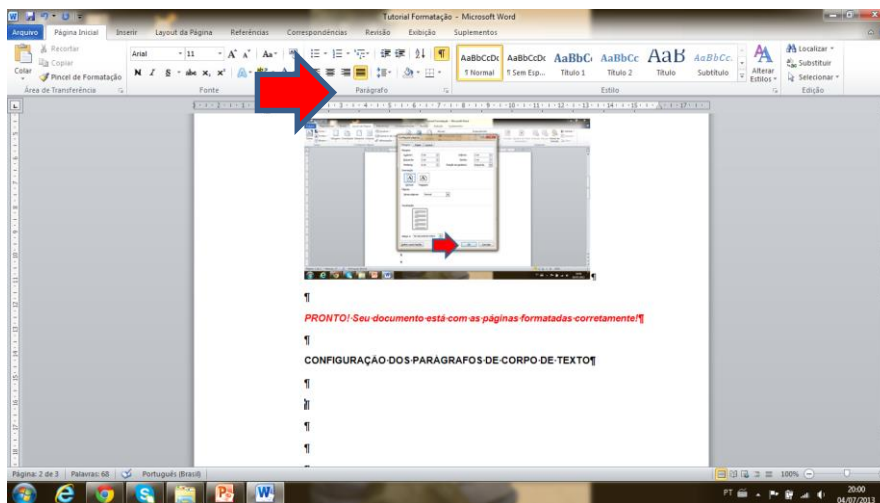 Tutorial Formatação - Microsoft Word
Arquivo Página Inicial Inserir Layout da Página Referências Correspondências Revisão Exibição Suplementos
Colar
Recortar
Copiar
Pincel de Formatação
Área de Transferência
Arial 11
N I S abc x, x²
Fonte
Parágrafo
AaBbCcDc AaBbCcDc AaBbC AaBbCc AaB AaBbCc.
¶ Normal ¶ Sem Esp... Título 1 Título 2 Título Subtítulo
Alterar Estilos
Estilo
Localizar
Substituir
Selecionar
Edição
¶
PRONTO!·Seu·documento·está·com·as·páginas·formatadas·corretamente!¶
¶
CONFIGURAÇÃO·DOS·PARÁGRAFOS·DE·CORPO·DE·TEXTO¶
¶
¶
¶
¶
Página: 2 de 3 Palavras: 68 Português (Brasil) 100%
PT 20:00
04/07/2013